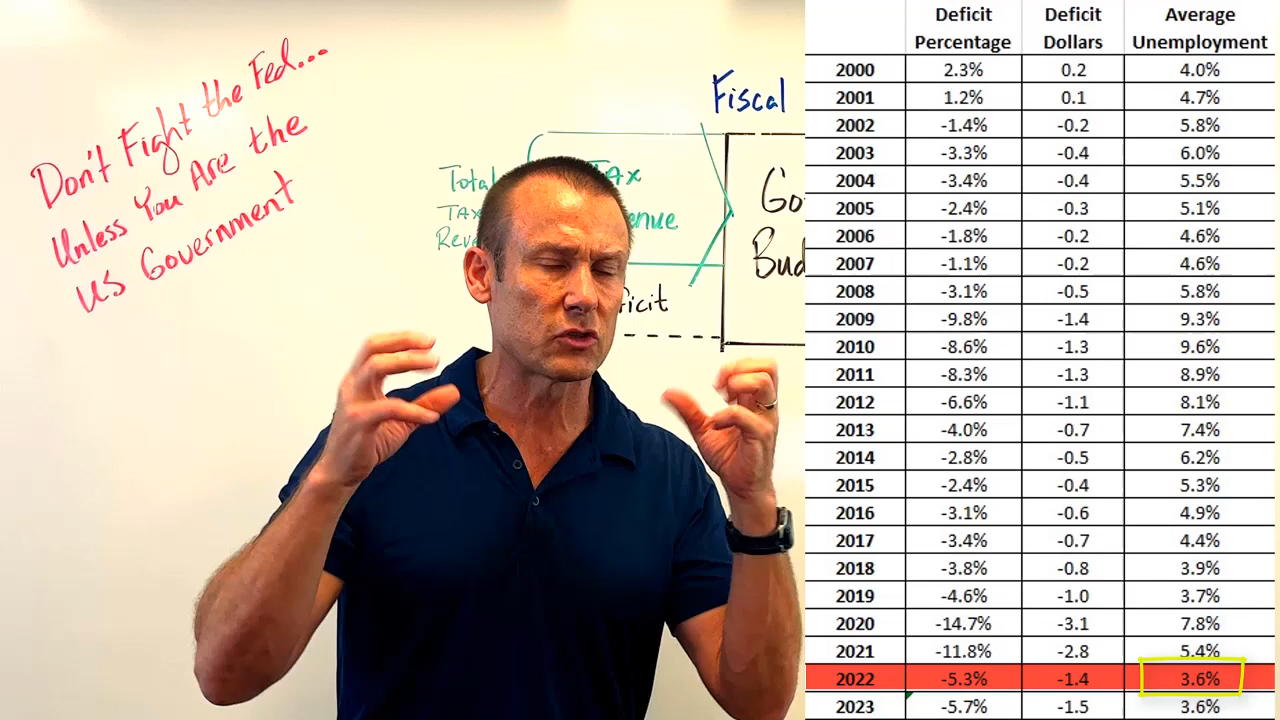 Don't Fight the Fed...
Unless You Are the
US Government
Fiscal
Total
TAX
Tax
Deficit Percentage Deficit Dollars Average Unemployment
2000 2.3% 0.2 4.0%
2001 1.2% 0.1 4.7%
2002 -1.4% -0.2 5.8%
2003 -3.3% -0.4 6.0%
2004 -3.4% -0.4 5.5%
2005 -2.4% -0.3 5.1%
2006 -1.8% -0.2 4.6%
2007 -1.1% -0.2 4.6%
2008 -3.1% -0.5 5.8%
2009 -9.8% -1.4 9.3%
2010 -8.6% -1.3 9.6%
2011 -8.3% -1.3 8.9%
2012 -6.6% -1.1 8.1%
2013 -4.0% -0.7 7.4%
2014 -2.8% -0.5 6.2%
2015 -2.4% -0.4 5.3%
2016 -3.1% -0.6 4.9%
2017 -3.4% -0.7 4.4%
2018 -3.8% -0.8 3.9%
2019 -4.6% -1.0 3.7%
2020 -14.7% -3.1 7.8%
2021 -11.8% -2.8 5.4%
2022 -5.3% -1.4 3.6%
2023 -5.7% -1.5 3.6%